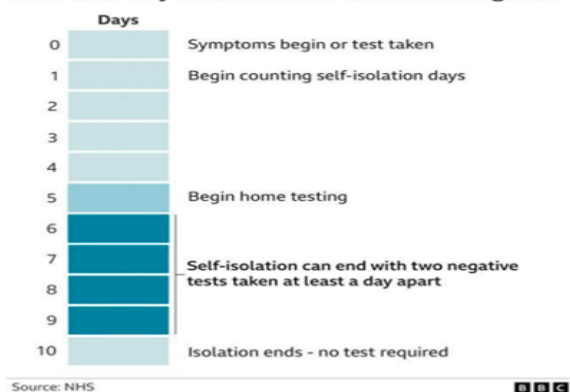 Days
0 Symptoms begin or test taken
1 Begin counting self-isolation days
2
3
4
5 Begin home testing
6
7
Self-isolation can end with two negative
tests taken at least a day apart
8
9
10 Isolation ends - no test required
Source: NHS
BBC